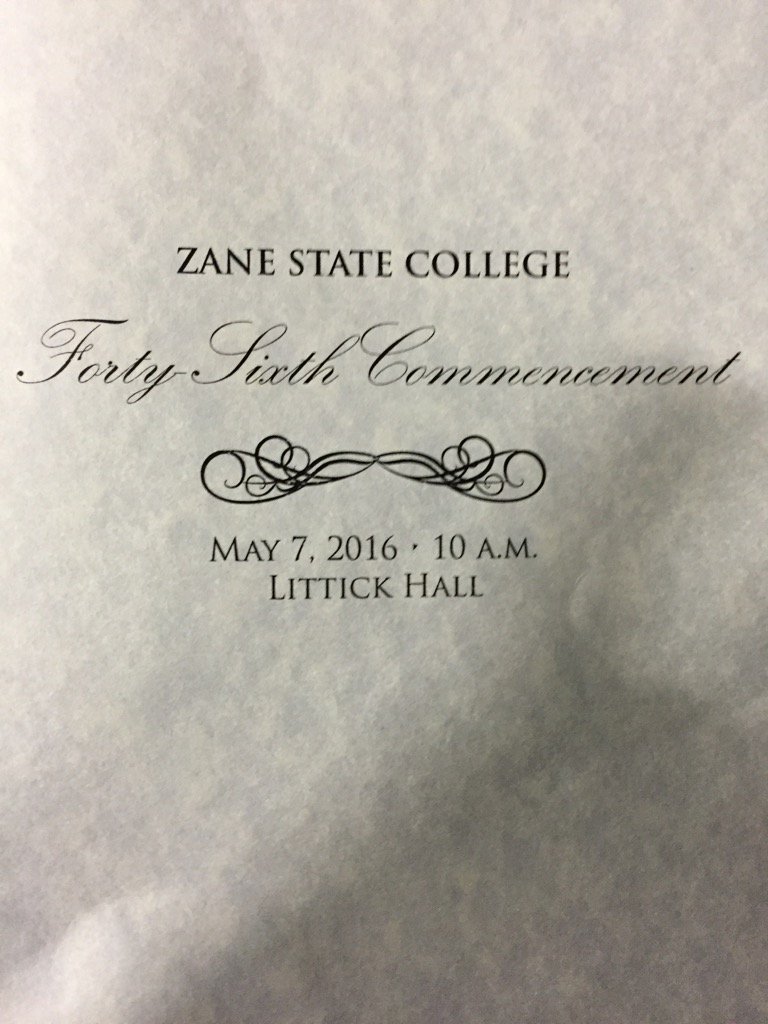 ZANE STATE COLLEGE
Forty-Sixth Commencement
MAY 7, 2016 · 10 A.M.
LITTICK HALL